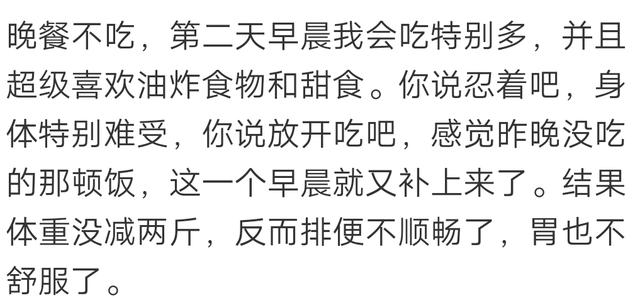 晚餐不吃，第二天早晨我会吃特别多，并且
超级喜欢油炸食物和甜食。你说忍着吧，身
体特别难受，你说放开吃吧，感觉昨晚没吃
的那顿饭，这一个早晨就又补上来了。结果
体重没减两斤，反而排便不顺畅了，胃也不
舒服了。